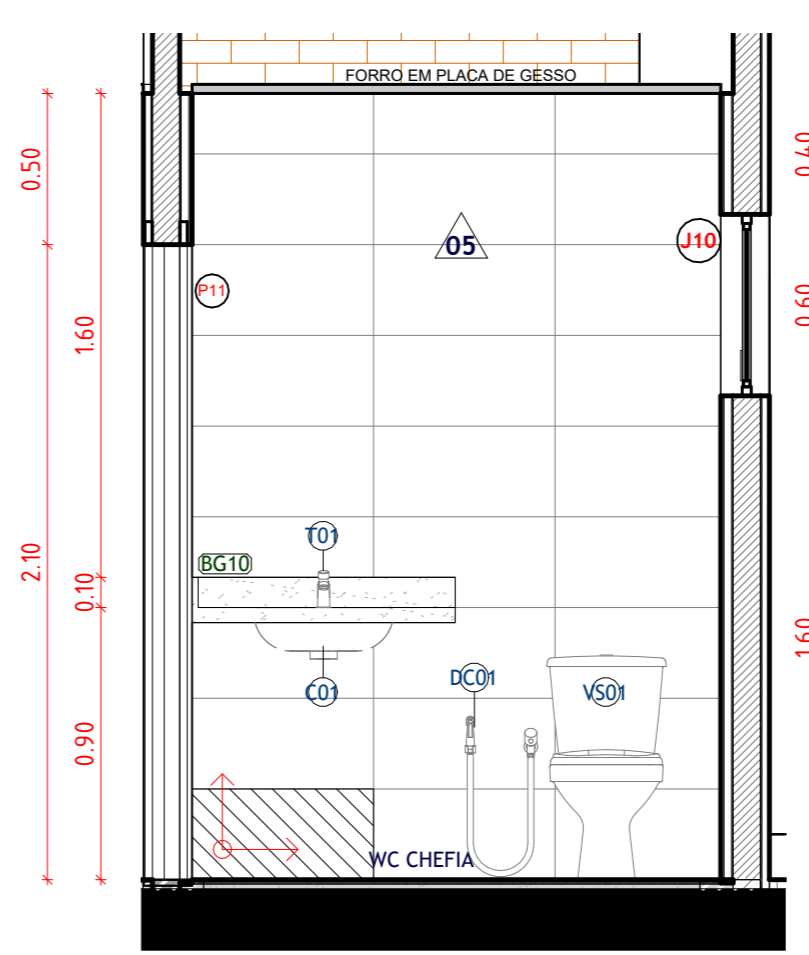 FORRO EM PLACA DE GESSO
0.50
0.40
05
J10
P11
0.60
1.60
T01
BG10
2.10
0.10
1.60
DC01
C01
VS01
0.90
WC CHEFIA